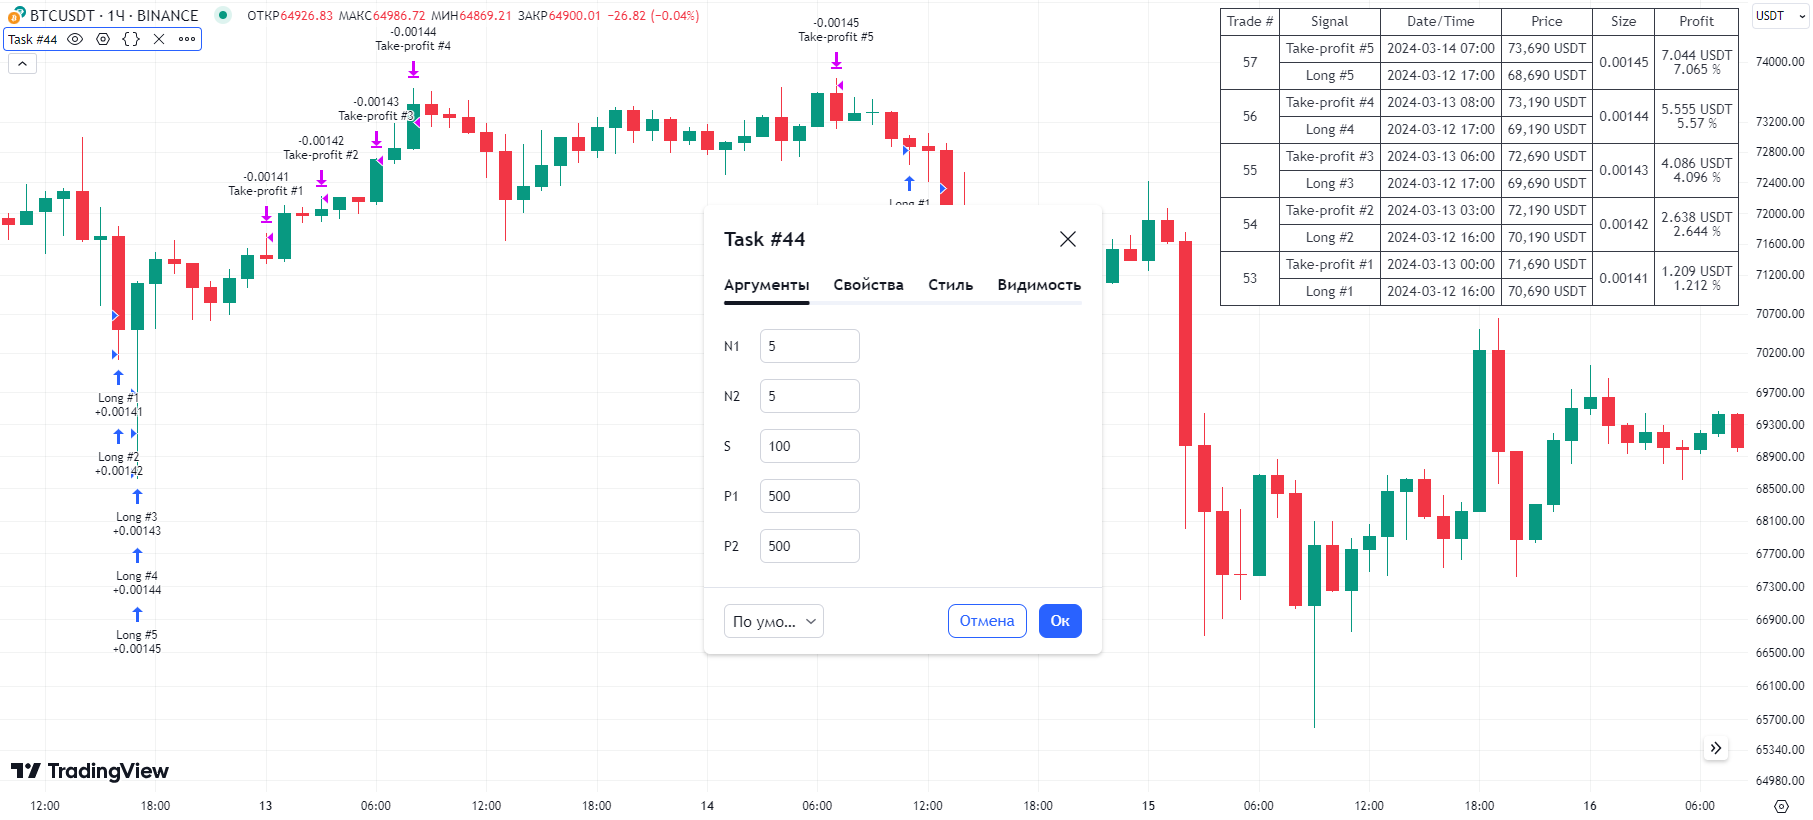 BTCUSDT · 1Ч · BINANCE ОТКР64926.83 МАКС64986.72 МИН64869.21 ЗАКР64900.01 −26.82 (−0.04%)
Task #44
-0.00145
Take-profit #5
-0.00144
Take-profit #4
-0.00143
Take-profit #3
-0.00142
Take-profit #2
-0.00141
Take-profit #1
Long #1
Long #1
+0.00141
Long #2
+0.00142
Long #3
+0.00143
Long #4
+0.00144
Long #5
+0.00145
Trade # Signal Date/Time Price Size Profit
57 Take-profit #5 2024-03-14 07:00 73,690 USDT 0.00145 7.044 USDT
7.065 %
Long #5 2024-03-12 17:00 68,690 USDT
56 Take-profit #4 2024-03-13 08:00 73,190 USDT 0.00144 5.555 USDT
5.57 %
Long #4 2024-03-12 17:00 69,190 USDT
55 Take-profit #3 2024-03-13 06:00 72,690 USDT 0.00143 4.086 USDT
4.096 %
Long #3 2024-03-12 17:00 69,690 USDT
54 Take-profit #2 2024-03-13 03:00 72,190 USDT 0.00142 2.638 USDT
2.644 %
Long #2 2024-03-12 16:00 70,190 USDT
53 Take-profit #1 2024-03-13 00:00 71,690 USDT 0.00141 1.209 USDT
1.212 %
Long #1 2024-03-12 16:00 70,690 USDT
Task #44
Аргументы Свойства Стиль Видимость
N1 5
N2 5
S 100
P1 500
P2 500
По умо... Отмена Ок
USDT
74000.00
73200.00
72800.00
72400.00
72000.00
71600.00
71200.00
70700.00
70200.00
69700.00
69300.00
68900.00
68500.00
68100.00
67700.00
67300.00
66900.00
66500.00
66100.00
65700.00
65340.00
64980.00
TradingView
12:00 18:00 13 06:00 12:00 18:00 14 06:00 12:00 18:00 15 06:00 12:00 18:00 16 06:00